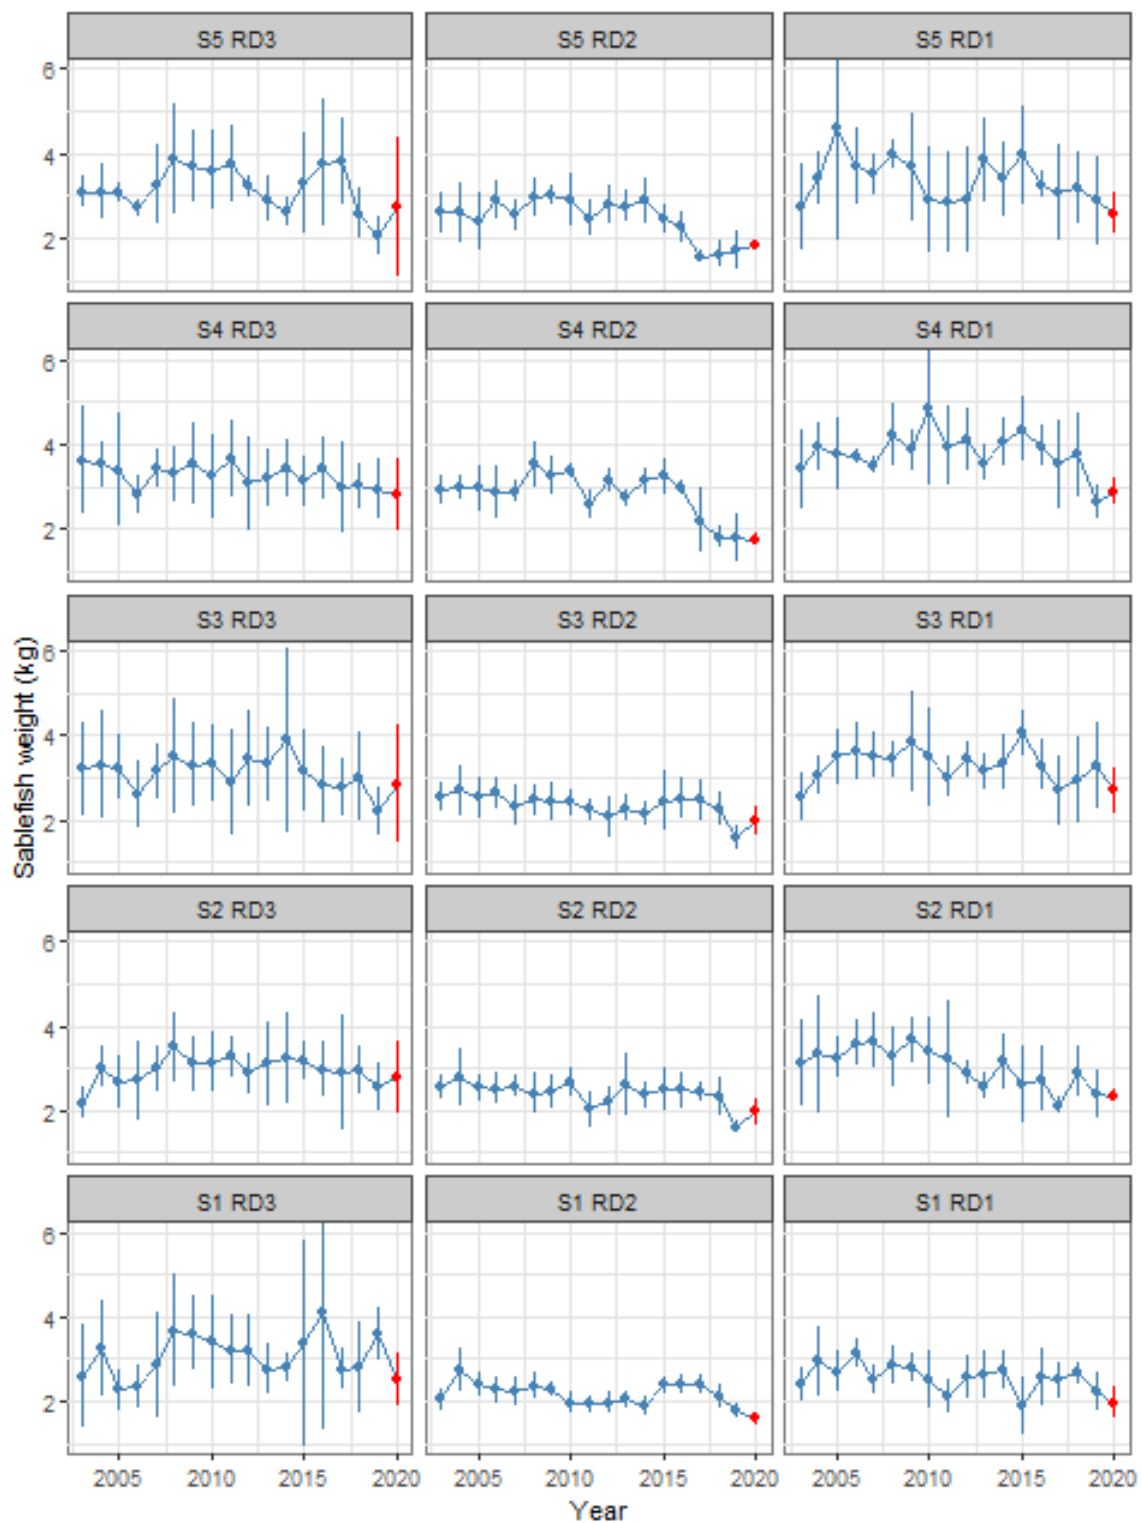 S5 RD3 S5 RD2 S5 RD1
6
4
2
S4 RD3 S4 RD2 S4 RD1
6
4
2
S3 RD3 S3 RD2 S3 RD1
6
4
2
Sablefish weight (kg)
S2 RD3 S2 RD2 S2 RD1
6
4
2
S1 RD3 S1 RD2 S1 RD1
6
4
2
2005 2010 2015 2020 2005 2010 2015 2020 2005 2010 2015 2020
Year